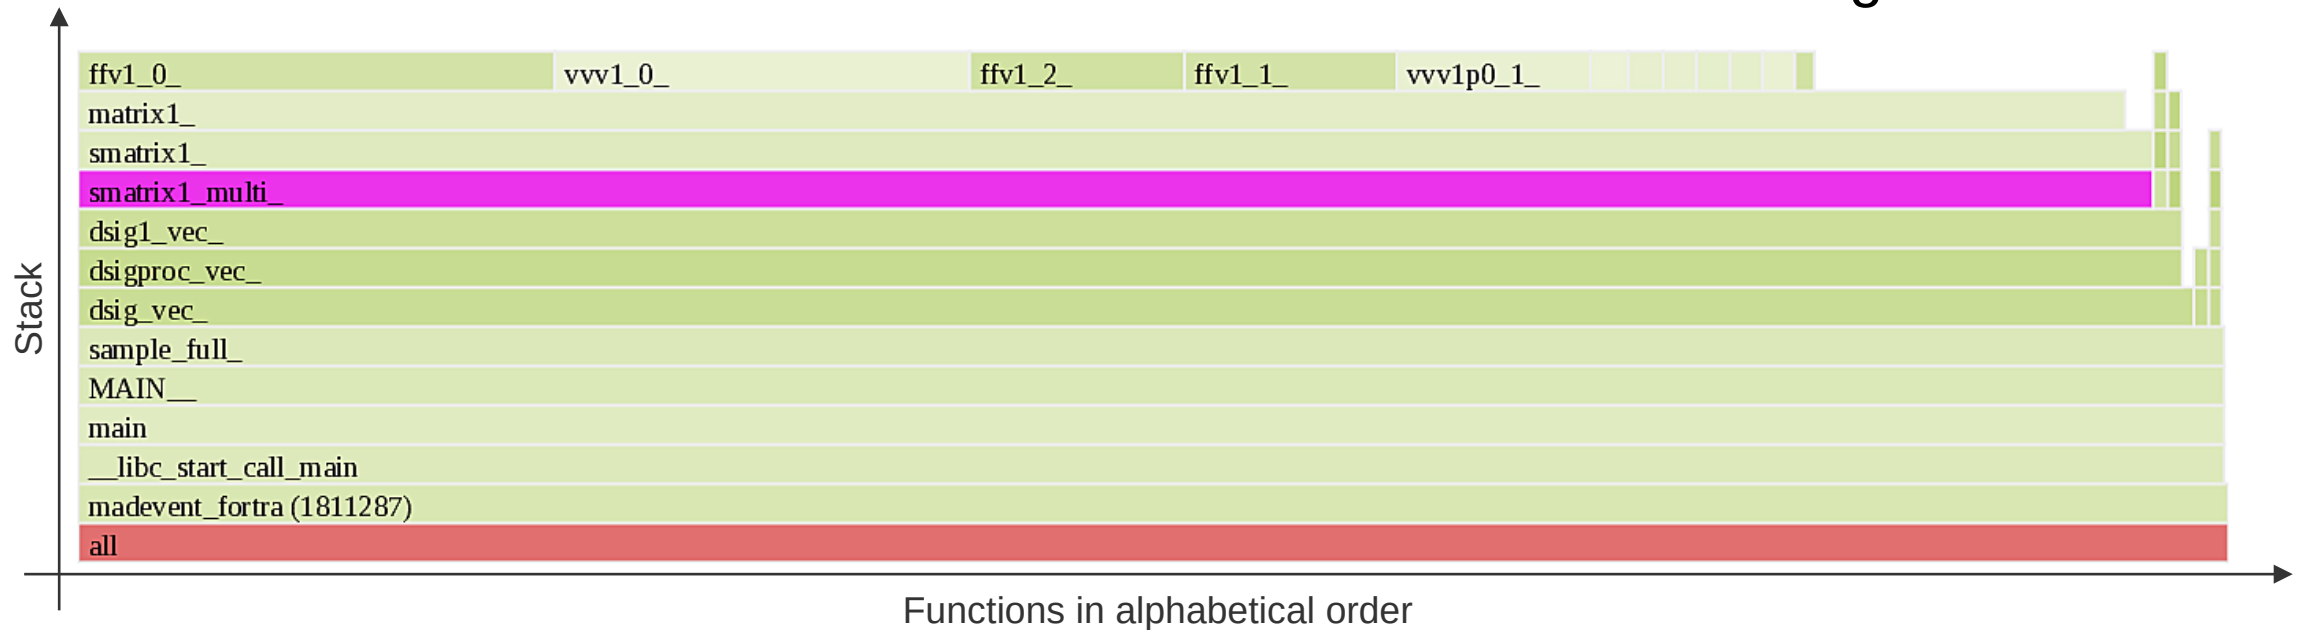 ffv1_0_ vvv1_0_ ffv1_2_ ffv1_1_ vvv1p0_1_
matrix1_
smatrix1_
smatrix1_multi_
dsig1_vec_
dsigproc_vec_
dsig_vec_
sample_full_
MAIN__
main
__libc_start_call_main
madevent_fortra (1811287)
all
Stack
Functions in alphabetical order